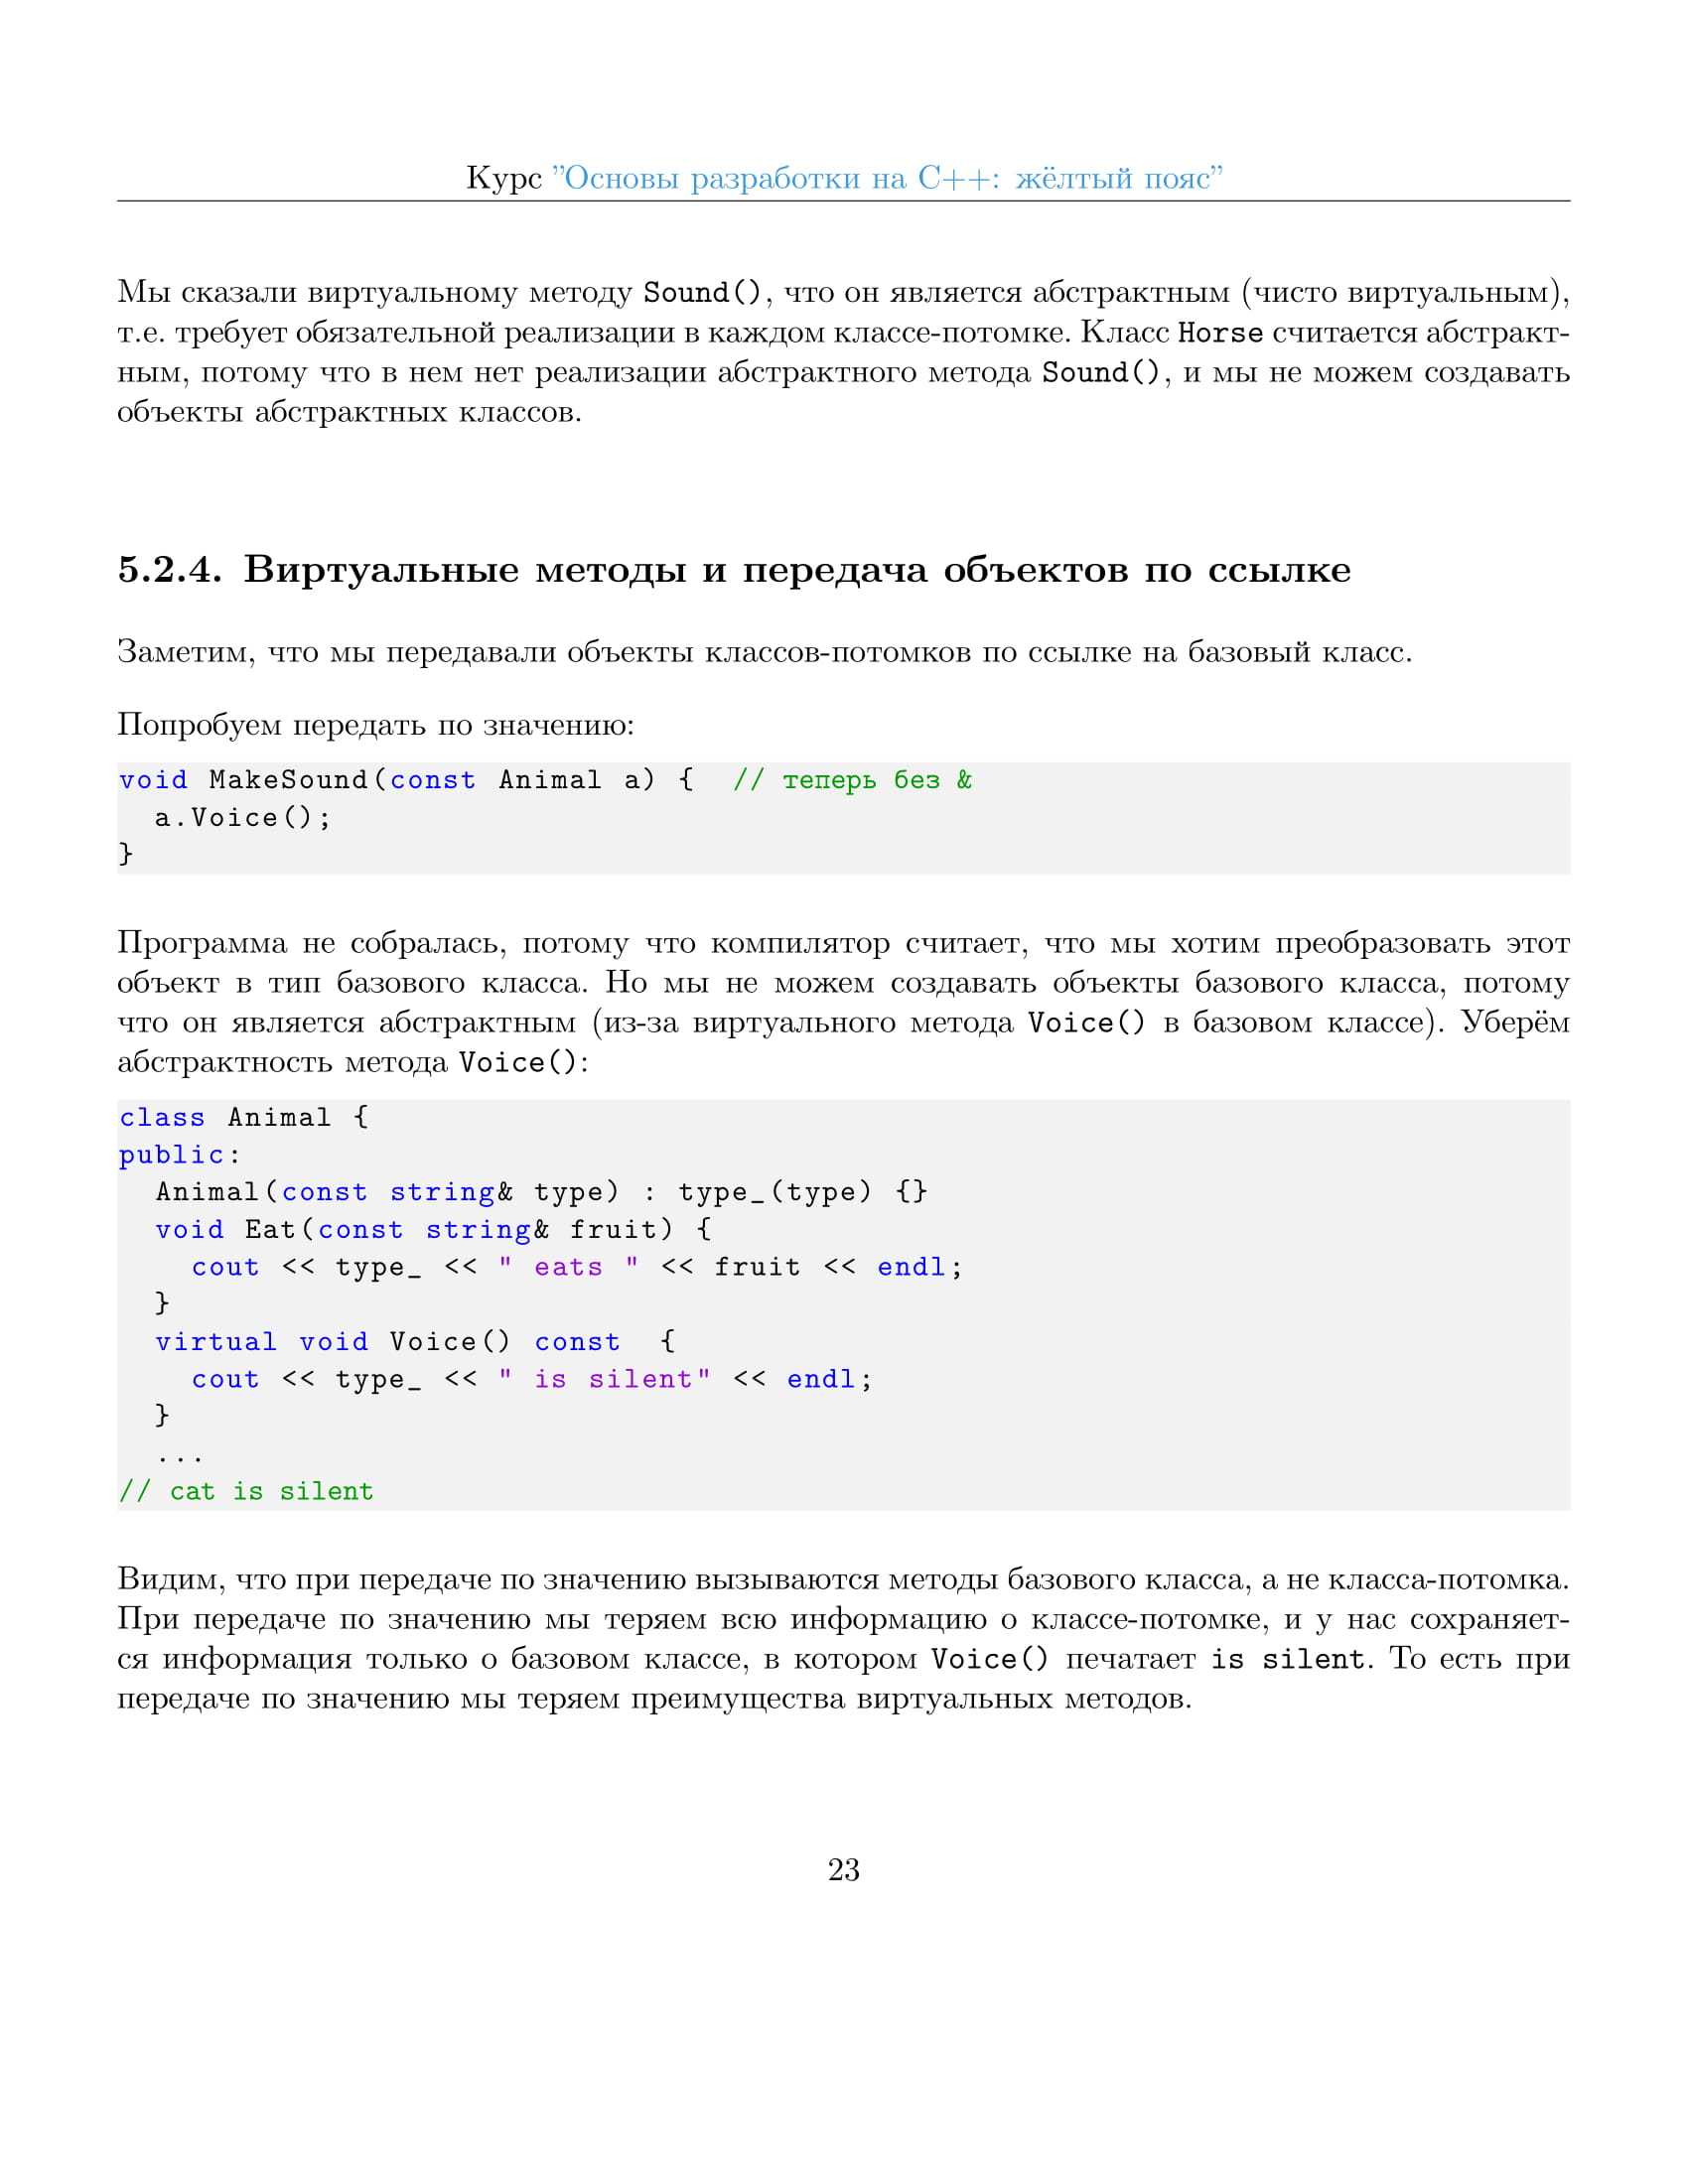 Курс ”Основы разработки на C++: жёлтый пояс”
Мы сказали виртуальному методу Sound(), что он является абстрактным (чисто виртуальным),
т.е. требует обязательной реализации в каждом классе-потомке. Класс Horse считается абстракт-
ным, потому что в нем нет реализации абстрактного метода Sound(), и мы не можем создавать
объекты абстрактных классов.
5.2.4. Виртуальные методы и передача объектов по ссылке
Заметим, что мы передавали объекты классов-потомков по ссылке на базовый класс.
Попробуем передать по значению:
void MakeSound(const Animal a) {  // теперь без &
  a.Voice();
}
Программа не собралась, потому что компилятор считает, что мы хотим преобразовать этот
объект в тип базового класса. Но мы не можем создавать объекты базового класса, потому
что он является абстрактным (из-за виртуального метода Voice() в базовом классе). Уберём
абстрактность метода Voice():
class Animal {
public:
  Animal(const string& type) : type_(type) {}
  void Eat(const string& fruit) {
    cout << type_ << " eats " << fruit << endl;
  }
  virtual void Voice() const  {
    cout << type_ << " is silent" << endl;
  }
  ...
// cat is silent
Видим, что при передаче по значению вызываются методы базового класса, а не класса-потомка.
При передаче по значению мы теряем всю информацию о классе-потомке, и у нас сохраняет-
ся информация только о базовом классе, в котором Voice() печатает is silent. То есть при
передаче по значению мы теряем преимущества виртуальных методов.
23